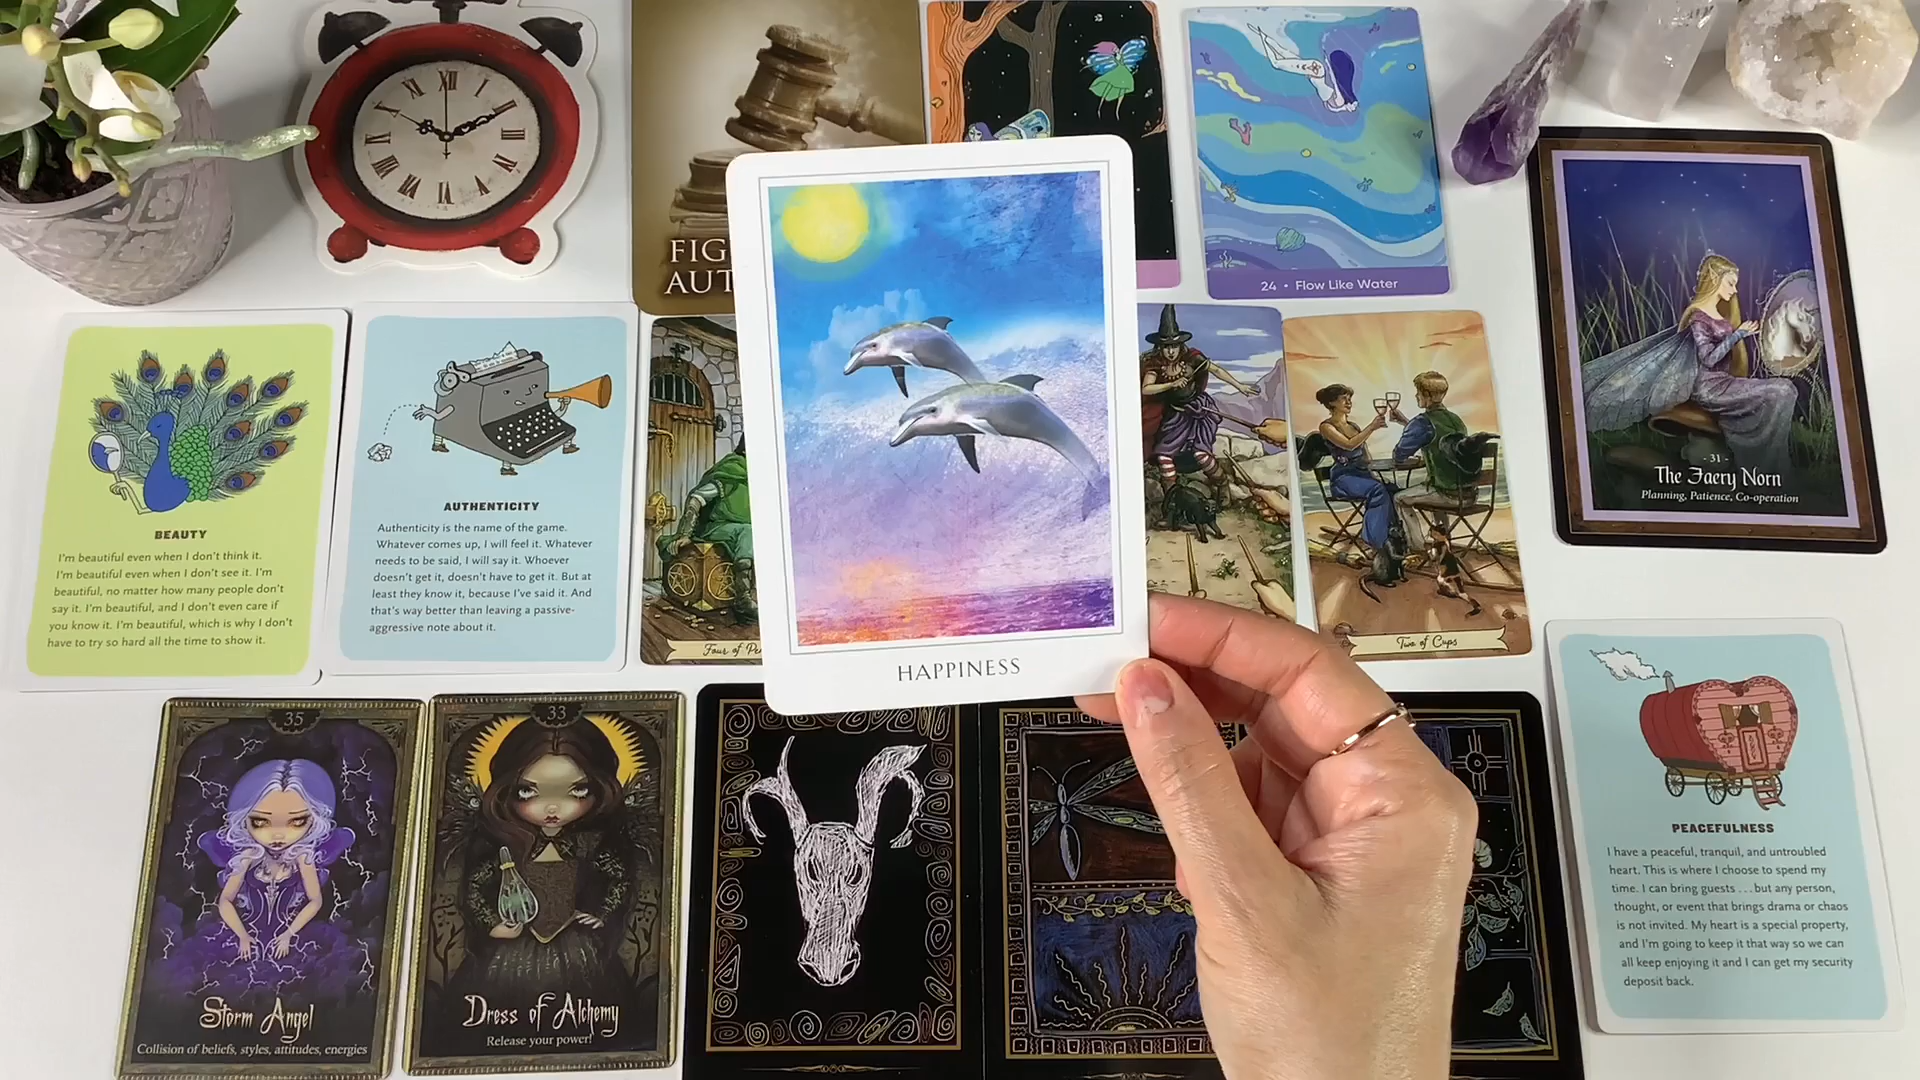 XII
FIG
AUT
24 • Flow Like Water
- 31 -
The Faery Norn
Planning, Patience, Co-operation
BEAUTY
I'm beautiful even when I don't think it.
I'm beautiful even when I don't see it. I'm
beautiful, no matter how many people don't
say it. I'm beautiful, and I don't even care if
you know it. I'm beautiful, which is why I don't
have to try so hard all the time to show it.
AUTHENTICITY
Authenticity is the name of the game.
Whatever comes up, I will feel it. Whatever
needs to be said, I will say it. Whoever
doesn't get it, doesn't have to get it. But at
least they know it, because I've said it. And
that's way better than leaving a passive-
aggressive note about it.
Four of Pe
HAPPINESS
Two of Cups
35
Storm Angel
Collision of beliefs, styles, attitudes, energies
33
Dress of Alchemy
Release your power!
PEACEFULNESS
I have a peaceful, tranquil, and untroubled
heart. This is where I choose to spend my
time. I can bring guests ... but any person,
thought, or event that brings drama or chaos
is not invited. My heart is a special property,
and I'm going to keep it that way so we can
all keep enjoying it and I can get my security
deposit back.